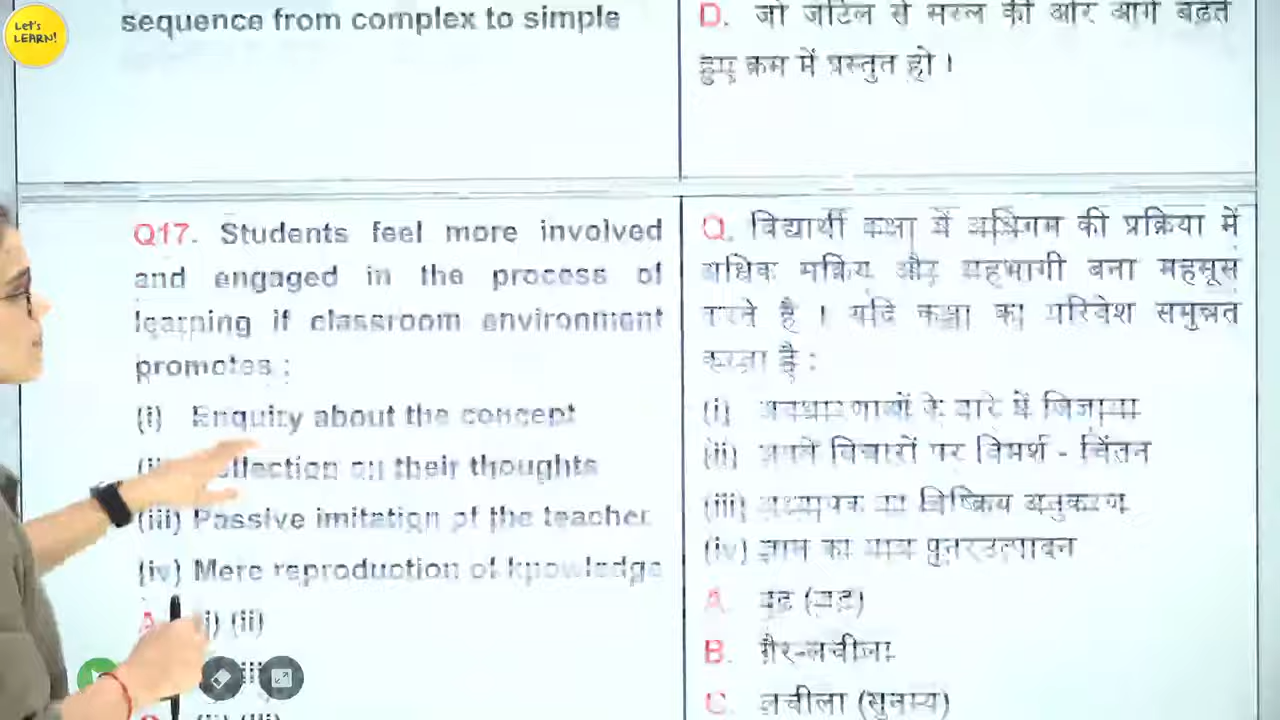 Let's
LEARN!
sequence from complex to simple
D. जो जटिल से सरल की ओर आगे बढ़ते
हुए क्रम में प्रस्तुत हो ।
Q17. Students feel more involved
and engaged in the process of
learning if classroom environment
promotes :
(i) Enquiry about the concept
(ii) Reflection on their thoughts
(iii) Passive imitation of the teacher
(iv) Mere reproduction of knowledge
A. (i) (ii)
Q. विद्यार्थी कक्षा में अधिगम की प्रक्रिया में
अधिक सक्रिय और सहभागी बना महसूस
करते है । यदि कक्षा का परिवेश समुन्नत
करता है :
(i) अवधारणाओं के बारे में जिज्ञासा
(ii) अपने विचारों पर विमर्श - चिंतन
(iii) अध्यापक का निष्क्रिय अनुकरण
(iv) ज्ञान का मात्र पुनरउत्पादन
A. दृढ़
B. गैर-लचीला
C. लचीला (सुनम्य)